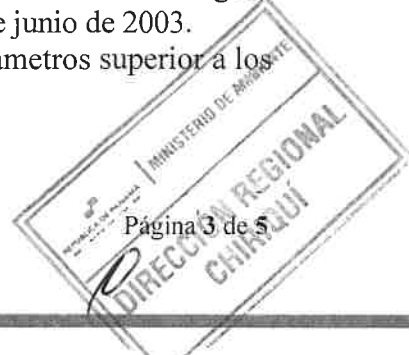 e junio de 2003.
ámetros superior a los
MINISTERIO DE AMBIENTE
REPÚBLICA DE PANAMÁ
Página 3 de 5
DIRECCIÓN REGIONAL
CHIRIQUÍ